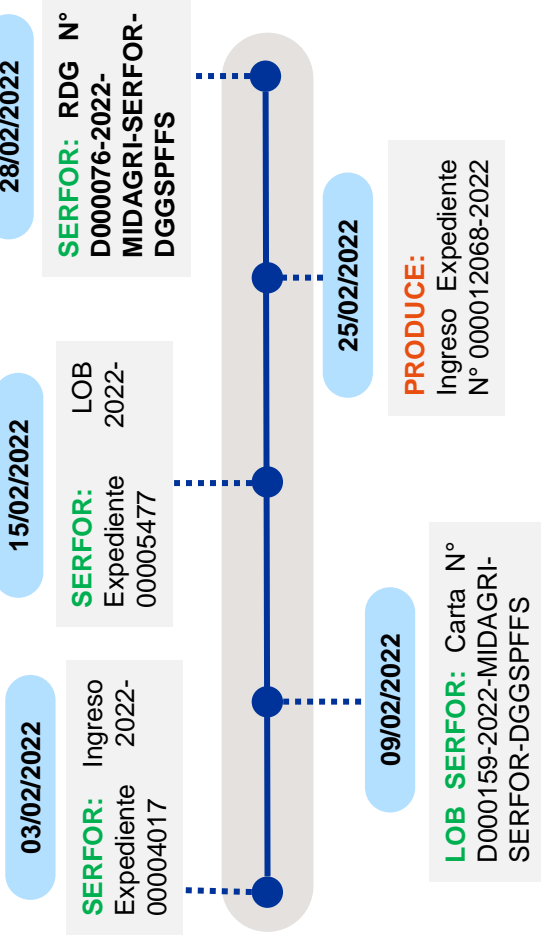 03/02/2022
SERFOR: Ingreso
Expediente 2022-
00004017
09/02/2022
LOB SERFOR: Carta N°
D000159-2022-MIDAGRI-
SERFOR-DGGSPFFS
15/02/2022
SERFOR: LOB
Expediente 2022-
00005477
25/02/2022
PRODUCE:
Ingreso Expediente
N° 000012068-2022
28/02/2022
SERFOR: RDG N°
D000076-2022-
MIDAGRI-SERFOR-
DGGSPFFS